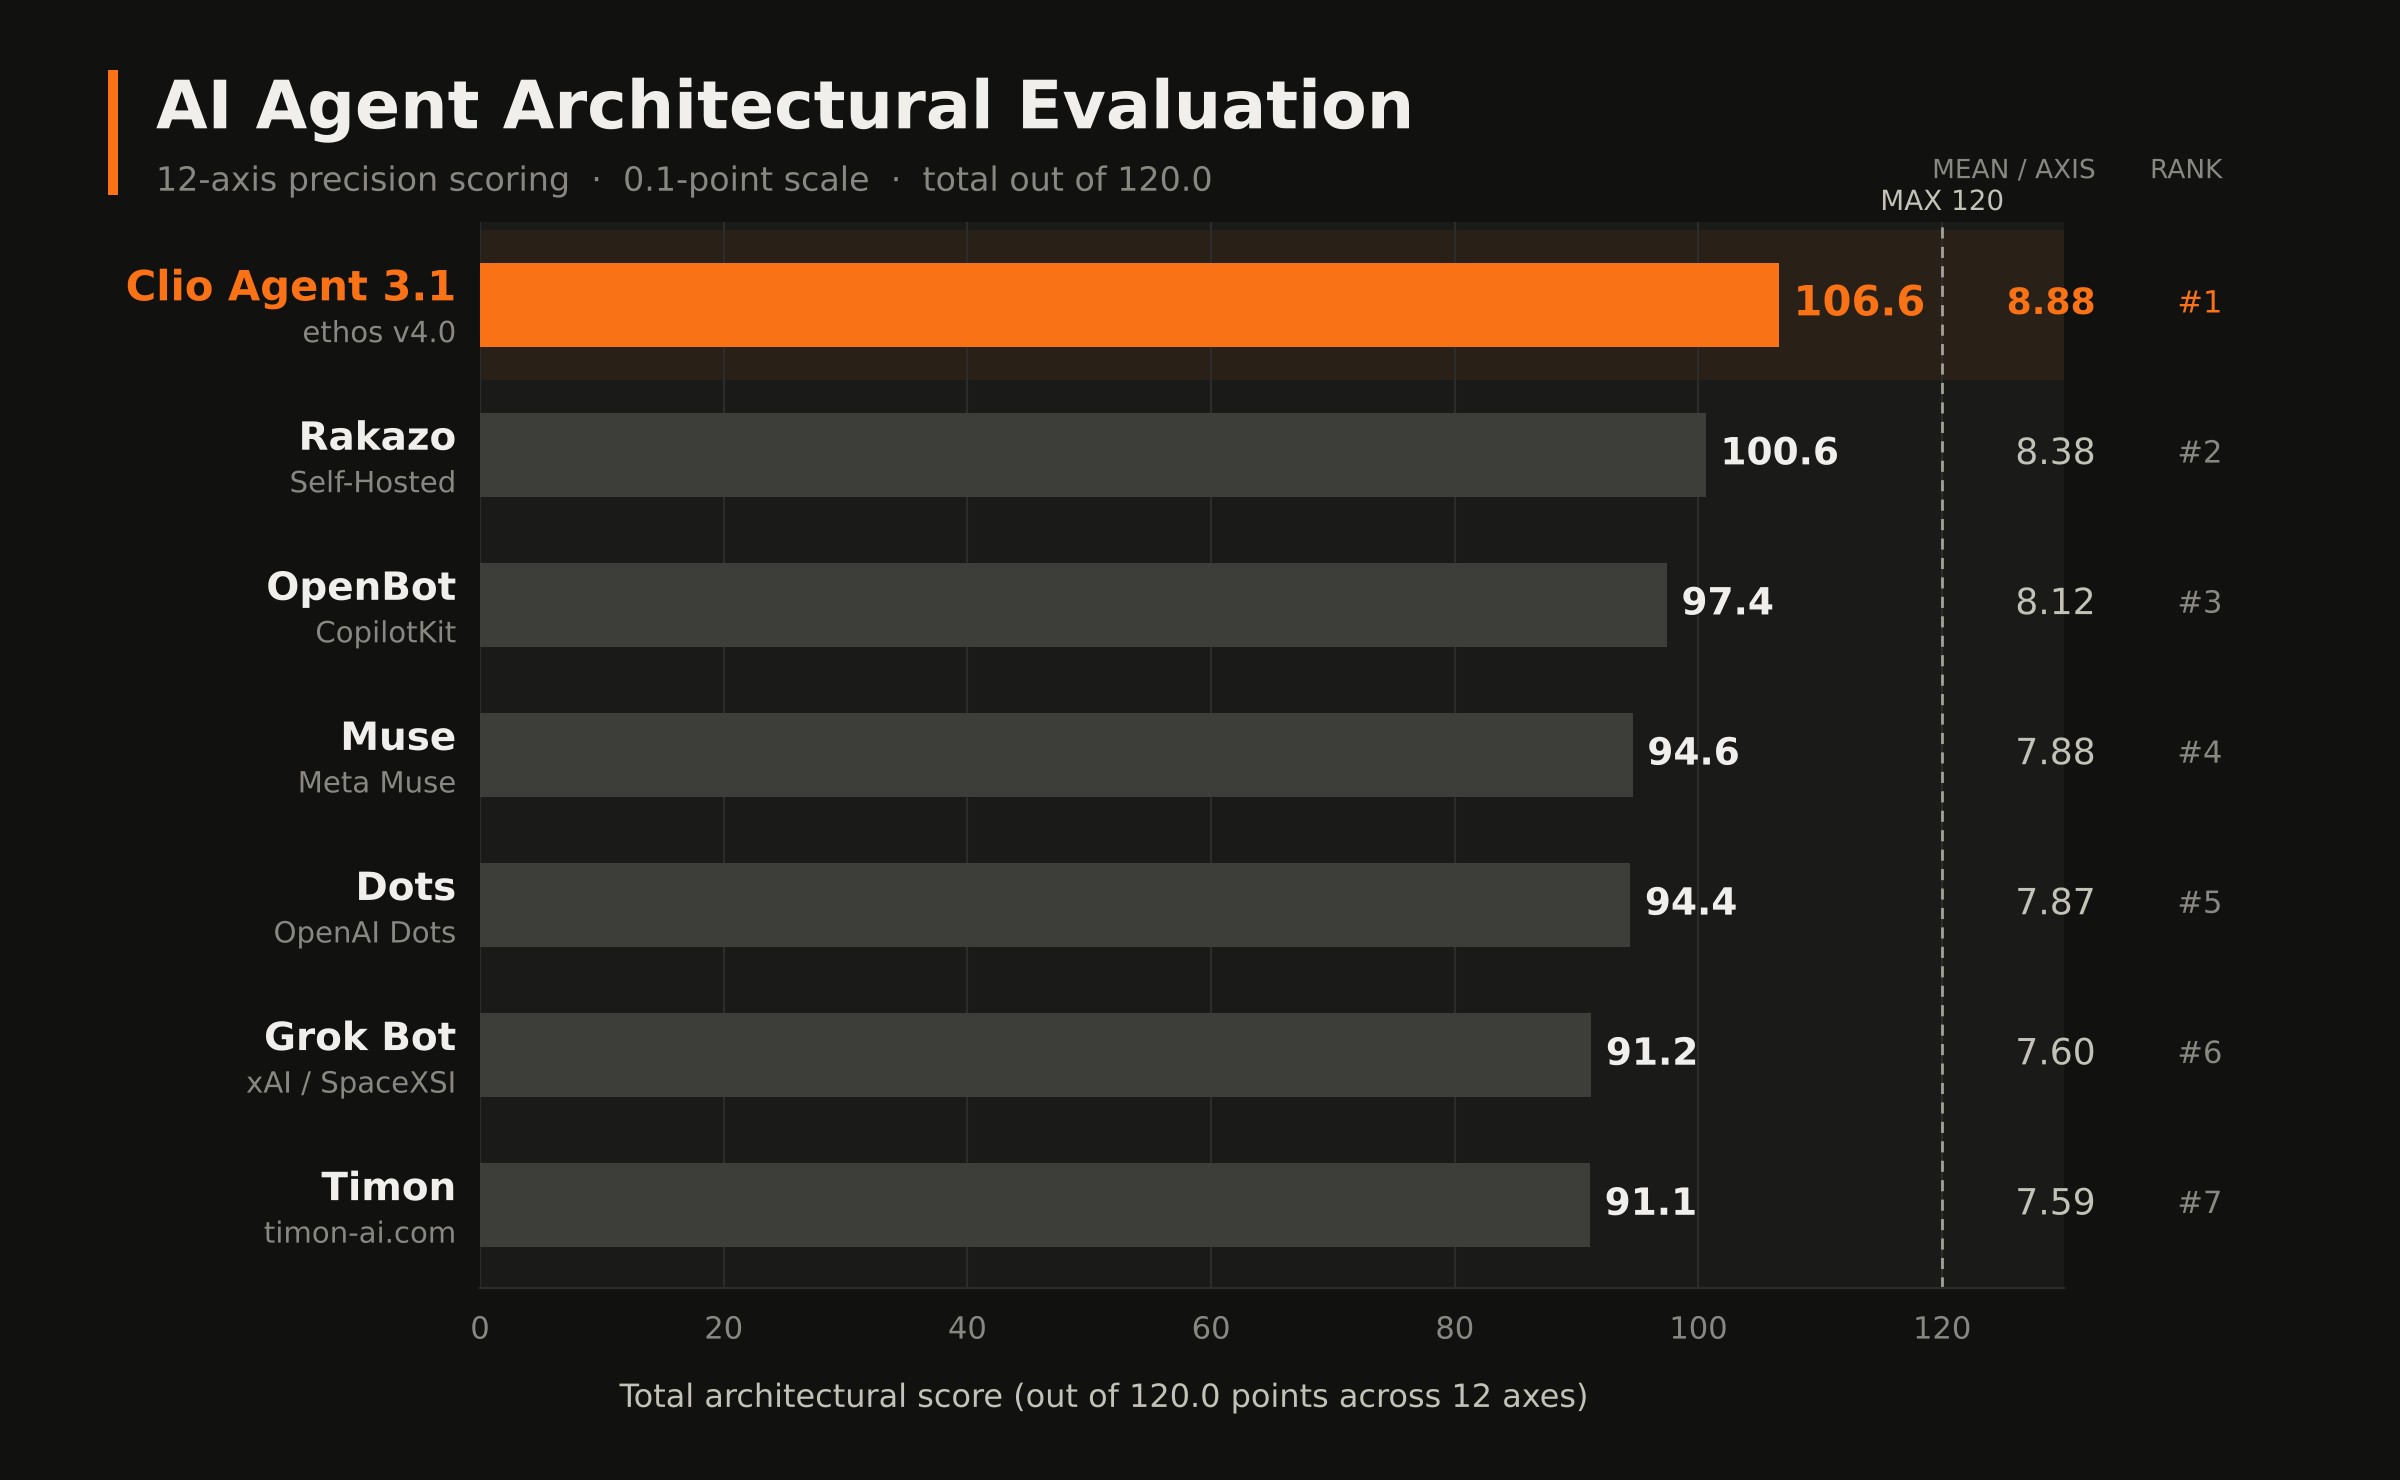 AI Agent Architectural Evaluation
12-axis precision scoring · 0.1-point scale · total out of 120.0
MEAN / AXIS RANK
MAX 120
Clio Agent 3.1
ethos v4.0
106.6 8.88 #1
Rakazo
Self-Hosted
100.6 8.38 #2
OpenBot
CopilotKit
97.4 8.12 #3
Muse
Meta Muse
94.6 7.88 #4
Dots
OpenAI Dots
94.4 7.87 #5
Grok Bot
xAI / SpaceXSI
91.2 7.60 #6
Timon
timon-ai.com
91.1 7.59 #7
0 20 40 60 80 100 120
Total architectural score (out of 120.0 points across 12 axes)